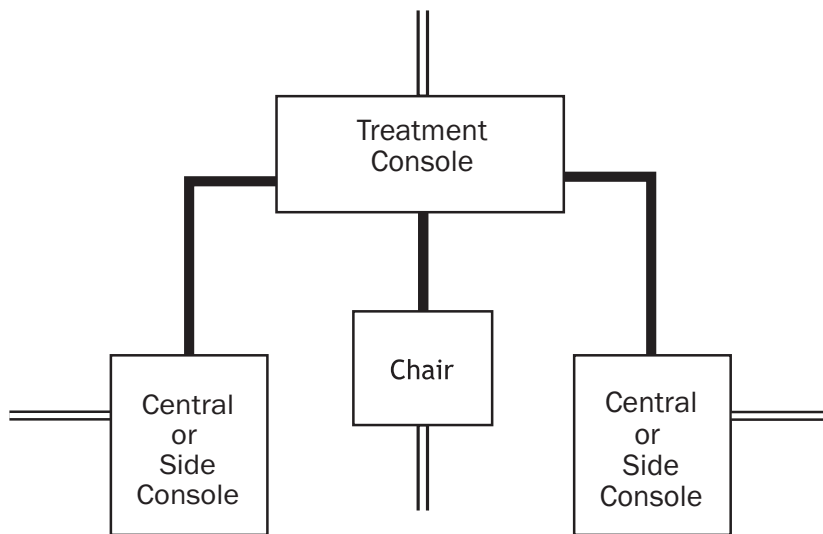 Treatment
Console
Chair
Central
or
Side
Console
Central
or
Side
Console